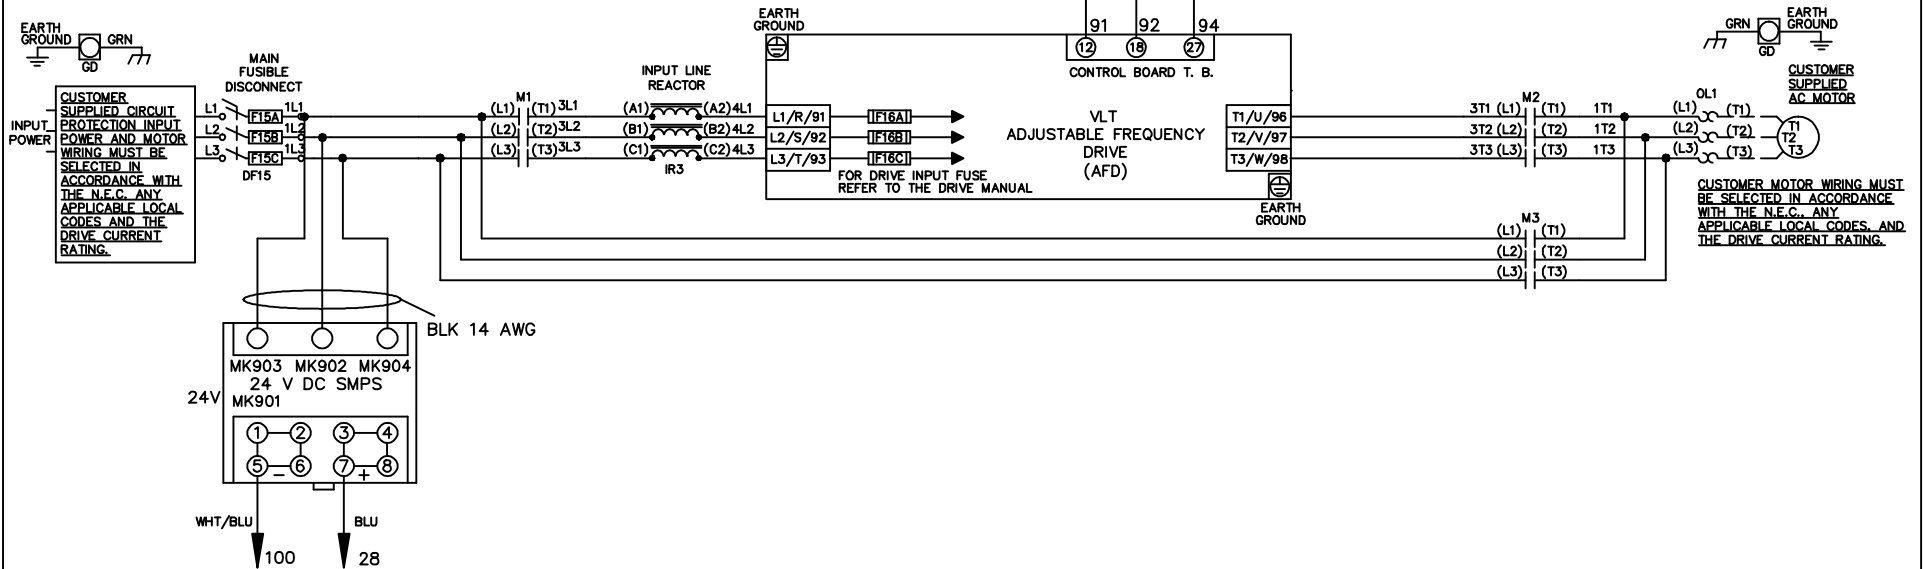 EARTH
GROUND
GRN
GD
MAIN
FUSIBLE
DISCONNECT
INPUT
POWER
CUSTOMER
SUPPLIED CIRCUIT
PROTECTION INPUT
POWER AND MOTOR
WIRING MUST BE
SELECTED IN
ACCORDANCE WITH
THE N.E.C. ANY
APPLICABLE LOCAL
CODES AND THE
DRIVE CURRENT
RATING.
L1 F15A 1L1
L2 F15B 1L2
L3 F15C 1L3
DF15
M1
(L1) (T1) 3L1
(L2) (T2) 3L2
(L3) (T3) 3L3
INPUT LINE
REACTOR
(A1) (A2) 4L1
(B1) (B2) 4L2
(C1) (C2) 4L3
IR3
EARTH
GROUND
91 92 94
12 18 27
CONTROL BOARD T. B.
L1/R/91 F16A
L2/S/92 F16B
L3/T/93 F16C
FOR DRIVE INPUT FUSE
REFER TO THE DRIVE MANUAL
VLT
ADJUSTABLE FREQUENCY
DRIVE
(AFD)
T1/U/96
T2/V/97
T3/W/98
EARTH
GROUND
M2
3T1 (L1) (T1) 1T1
3T2 (L2) (T2) 1T2
3T3 (L3) (T3) 1T3
M3
(L1) (T1)
(L2) (T2)
(L3) (T3)
GRN
GD
EARTH
GROUND
CUSTOMER
SUPPLIED
AC MOTOR
OL1
(L1) (T1)
(L2) (T2)
(L3) (T3)
T1
T2
T3
CUSTOMER MOTOR WIRING MUST
BE SELECTED IN ACCORDANCE
WITH THE N.E.C., ANY
APPLICABLE LOCAL CODES, AND
THE DRIVE CURRENT RATING.
BLK 14 AWG
MK903 MK902 MK904
24 V DC SMPS
24V
MK901
1 2 3 4
5 - 6 7 + 8
WHT/BLU BLU
100 28